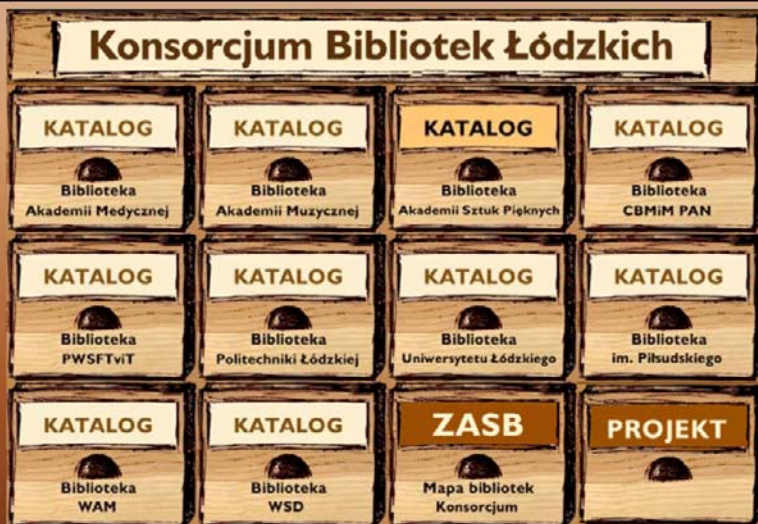 Konsorcjum Bibliotek Łódzkich
KATALOG
Biblioteka
Akademii Medycznej
KATALOG
Biblioteka
Akademii Muzycznej
KATALOG
Biblioteka
Akademii Sztuk Pięknych
KATALOG
Biblioteka
CBMiM PAN
KATALOG
Biblioteka
PWSFTviT
KATALOG
Biblioteka
Politechniki Łódzkiej
KATALOG
Biblioteka
Uniwersytetu Łódzkiego
KATALOG
Biblioteka
im. Piłsudskiego
KATALOG
Biblioteka
WAM
KATALOG
Biblioteka
WSD
ZASB
Mapa bibliotek
Konsorcjum
PROJEKT